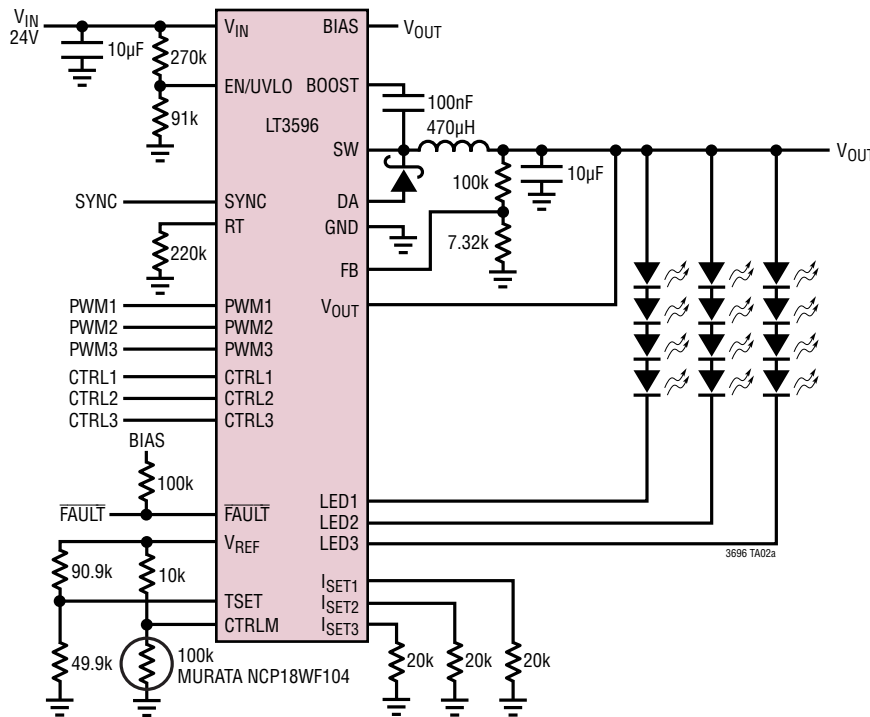 VIN
24V
10µF
270k
91k
VIN
EN/UVLO
LT3596
BIAS
VOUT
BOOST
100nF
470µH
SW
VOUT
100k
10µF
DA
GND
7.32k
FB
VOUT
SYNC
SYNC
RT
220k
PWM1
PWM1
PWM2
PWM2
PWM3
PWM3
CTRL1
CTRL1
CTRL2
CTRL2
CTRL3
CTRL3
BIAS
100k
FAULT
FAULT
VREF
90.9k
10k
TSET
CTRLM
49.9k
100k
MURATA NCP18WF104
LED1
LED2
LED3
3696 TA02a
ISET1
ISET2
ISET3
20k
20k
20k